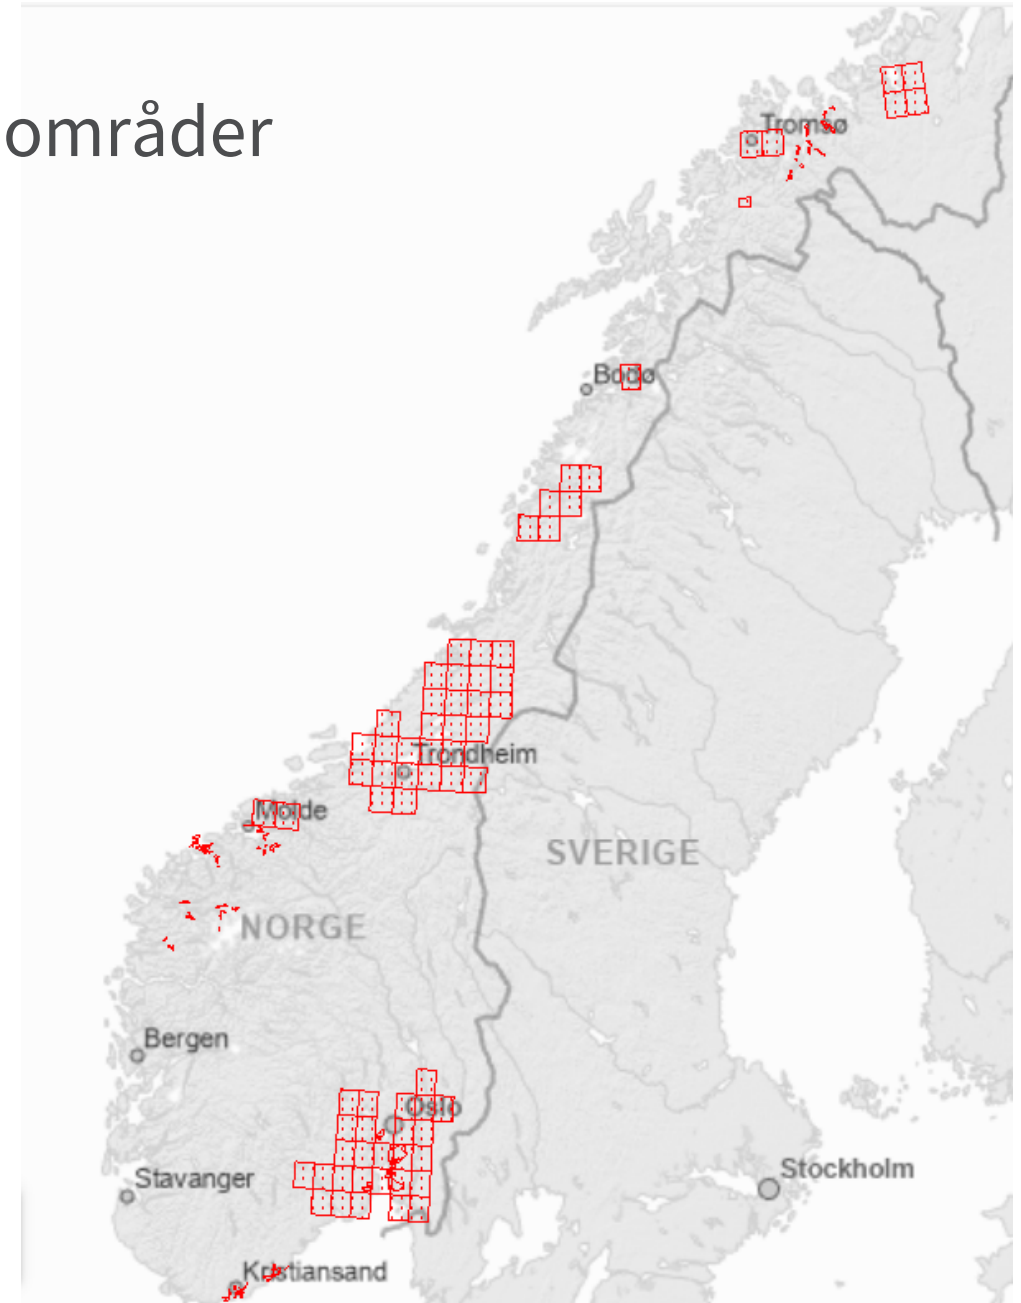 områder
Tromsø
Bodø
Trondheim
Molde
SVERIGE
NORGE
Bergen
Oslo
Stavanger
Stockholm
Kristiansand